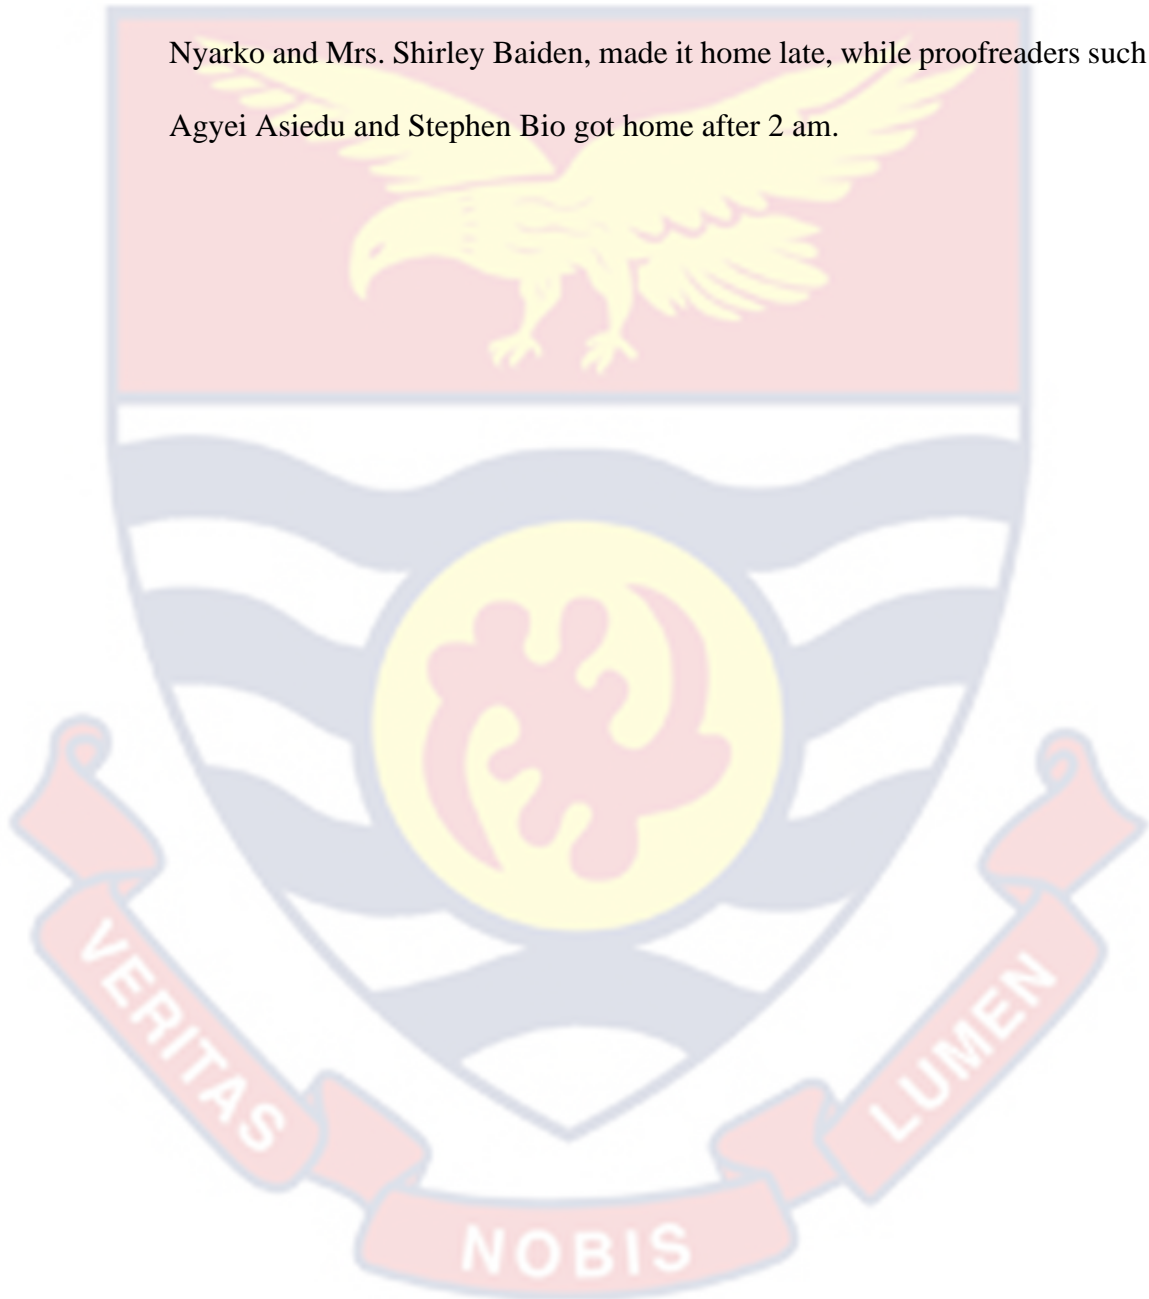 Nyarko and Mrs. Shirley Baiden, made it home late, while proofreaders such
Agyei Asiedu and Stephen Bio got home after 2 am.
VERITAS
NOBIS
LUMEN